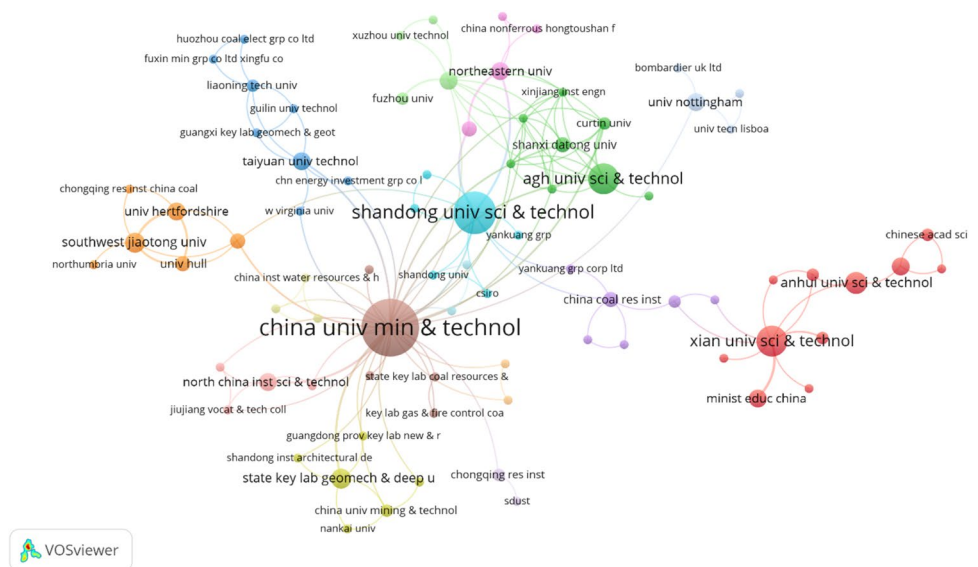 huozhou coal elect grp co ltd
xuzhou univ technol
china nonferrous hongtoushan f
fuxin min grp co ltd xingfu co
northeastern univ
bombardier uk ltd
liaoning tech univ
xinjiang inst engn
fuzhou univ
univ nottingham
guilin univ technol
curtin univ
univ tecn lisboa
guangxi key lab geomech & geot
shanxi datong univ
taiyuan univ technol
agh univ sci & technol
chn energy investment grp co l
chongqing res inst china coal
univ hertfordshire
w virginia univ
shandong univ sci & technol
yankuang grp
chinese acad sci
southwest jiaotong univ
northumbria univ
univ hull
china inst water resources & h
shandong univ
yankuang grp corp ltd
anhui univ sci & technol
csiro
china coal res inst
china univ min & technol
xian univ sci & technol
north china inst sci & technol
state key lab coal resources &
minist educ china
jiujiang vocat & tech coll
key lab gas & fire control coa
guangdong prov key lab new & r
shandong inst architectural de
state key lab geomech & deep u
chongqing res inst
sdust
china univ mining & technol
nankai univ
VOSviewer